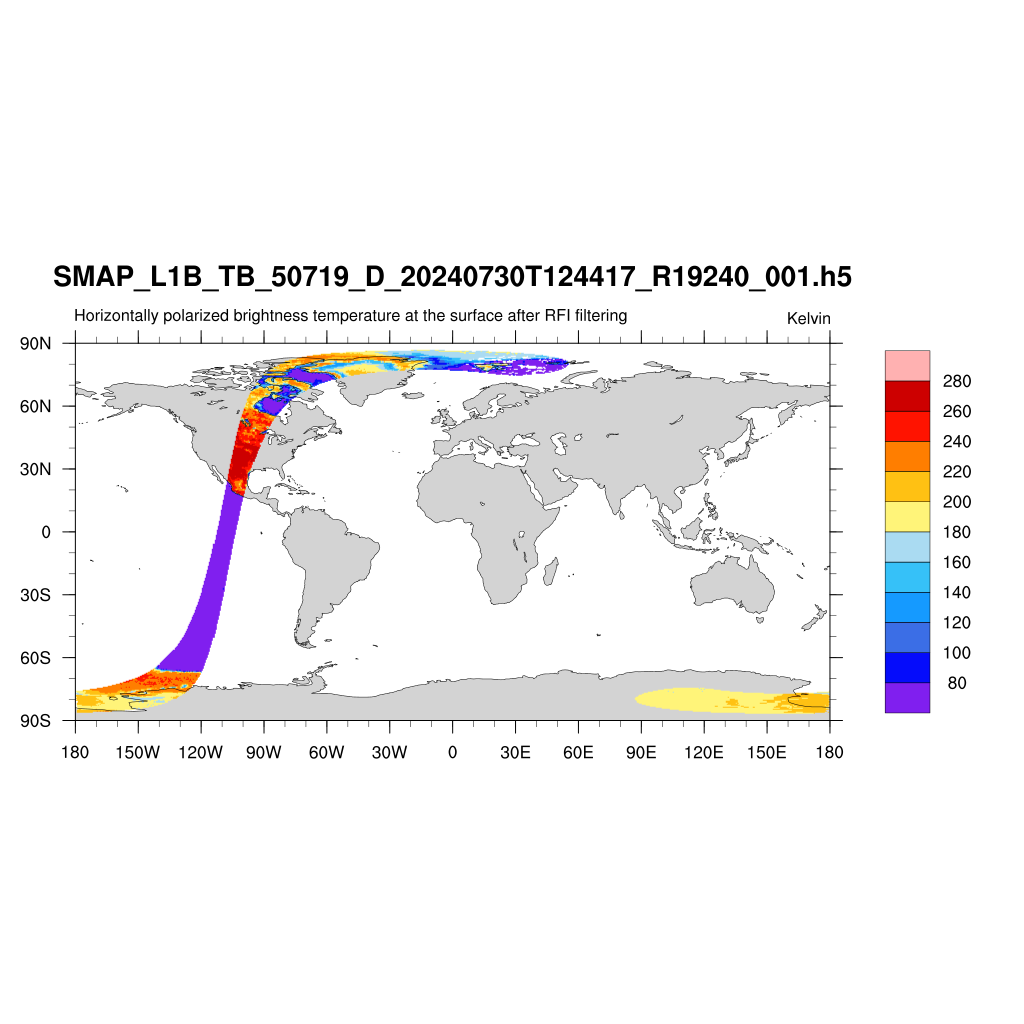 SMAP_L1B_TB_50719_D_20240730T124417_R19240_001.h5
Horizontally polarized brightness temperature at the surface after RFI filtering
Kelvin
90N
60N
30N
0
30S
60S
90S
180 150W 120W 90W 60W 30W 0 30E 60E 90E 120E 150E 180
280
260
240
220
200
180
160
140
120
100
80